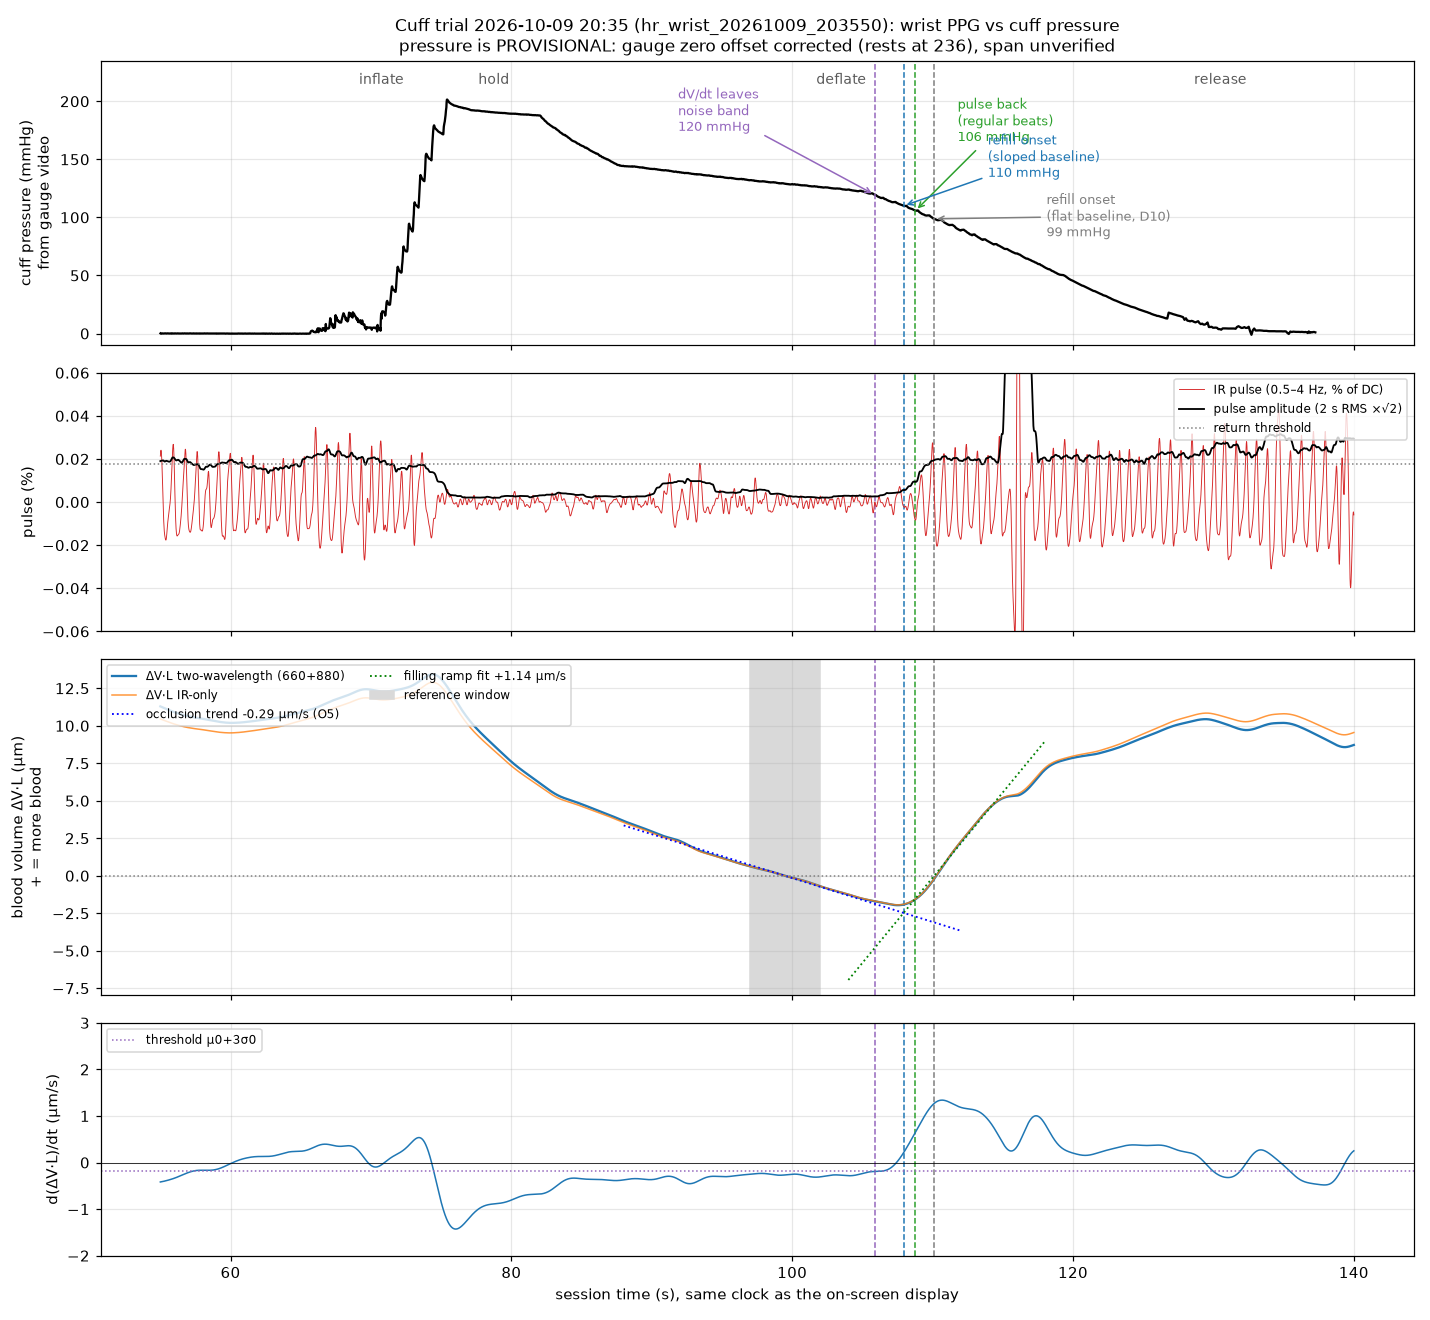 Cuff trial 2026-10-09 20:35 (hr_wrist_20261009_203550): wrist PPG vs cuff pressure
pressure is PROVISIONAL: gauge zero offset corrected (rests at 236), span unverified
cuff pressure (mmHg)
from gauge video
200
150
100
50
0
inflate
hold
deflate
release
dV/dt leaves
noise band
120 mmHg
pulse back
(regular beats)
106 mmHg
refill onset
(sloped baseline)
110 mmHg
refill onset
(flat baseline, D10)
99 mmHg
pulse (%)
0.06
0.04
0.02
0.00
−0.02
−0.04
−0.06
IR pulse (0.5–4 Hz, % of DC)
pulse amplitude (2 s RMS ×√2)
return threshold
blood volume ΔV·L (µm)
+ = more blood
12.5
10.0
7.5
5.0
2.5
0.0
−2.5
−5.0
−7.5
ΔV·L two-wavelength (660+880)
ΔV·L IR-only
occlusion trend -0.29 µm/s (O5)
filling ramp fit +1.14 µm/s
reference window
d(ΔV·L)/dt (µm/s)
3
2
1
0
−1
−2
threshold µ0+3σ0
60
80
100
120
140
session time (s), same clock as the on-screen display